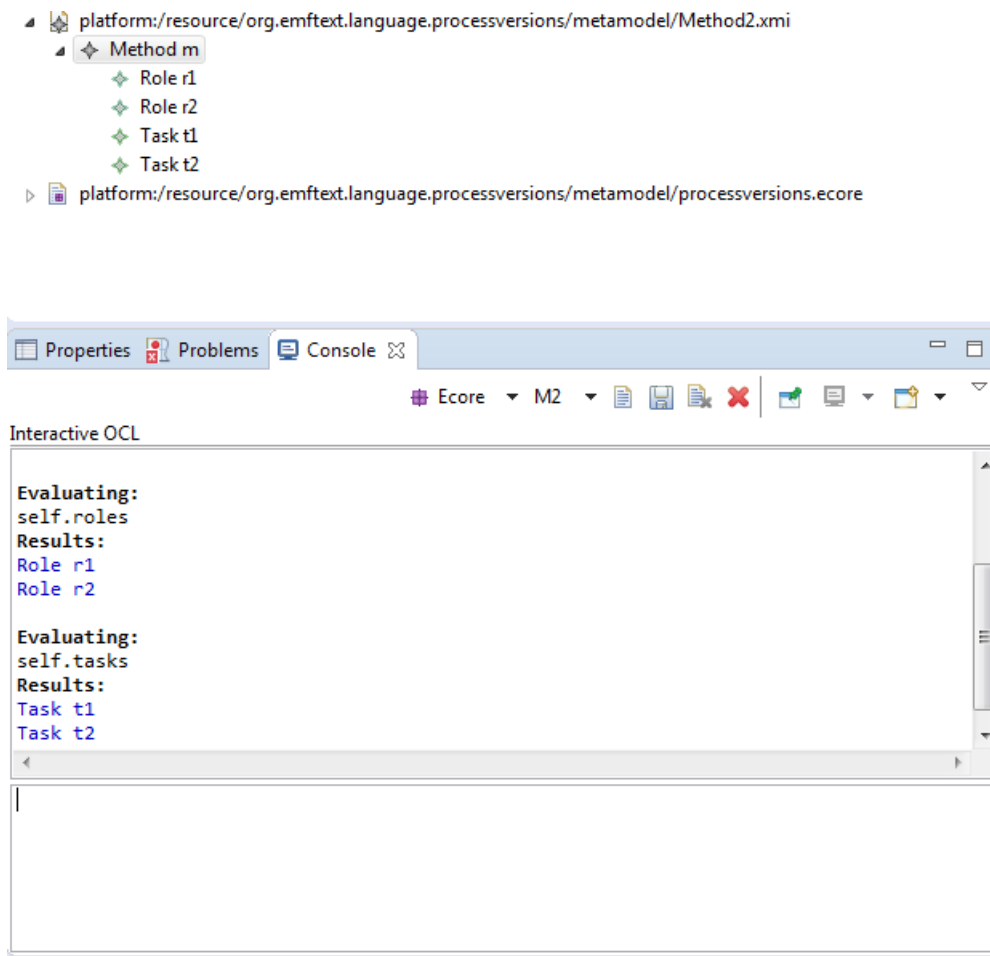 platform:/resource/org.emftext.language.processversions/metamodel/Method2.xmi
Method m
Role r1
Role r2
Task t1
Task t2
platform:/resource/org.emftext.language.processversions/metamodel/processversions.ecore
Properties Problems Console
Ecore M2
Interactive OCL
Evaluating:
self.roles
Results:
Role r1
Role r2
Evaluating:
self.tasks
Results:
Task t1
Task t2